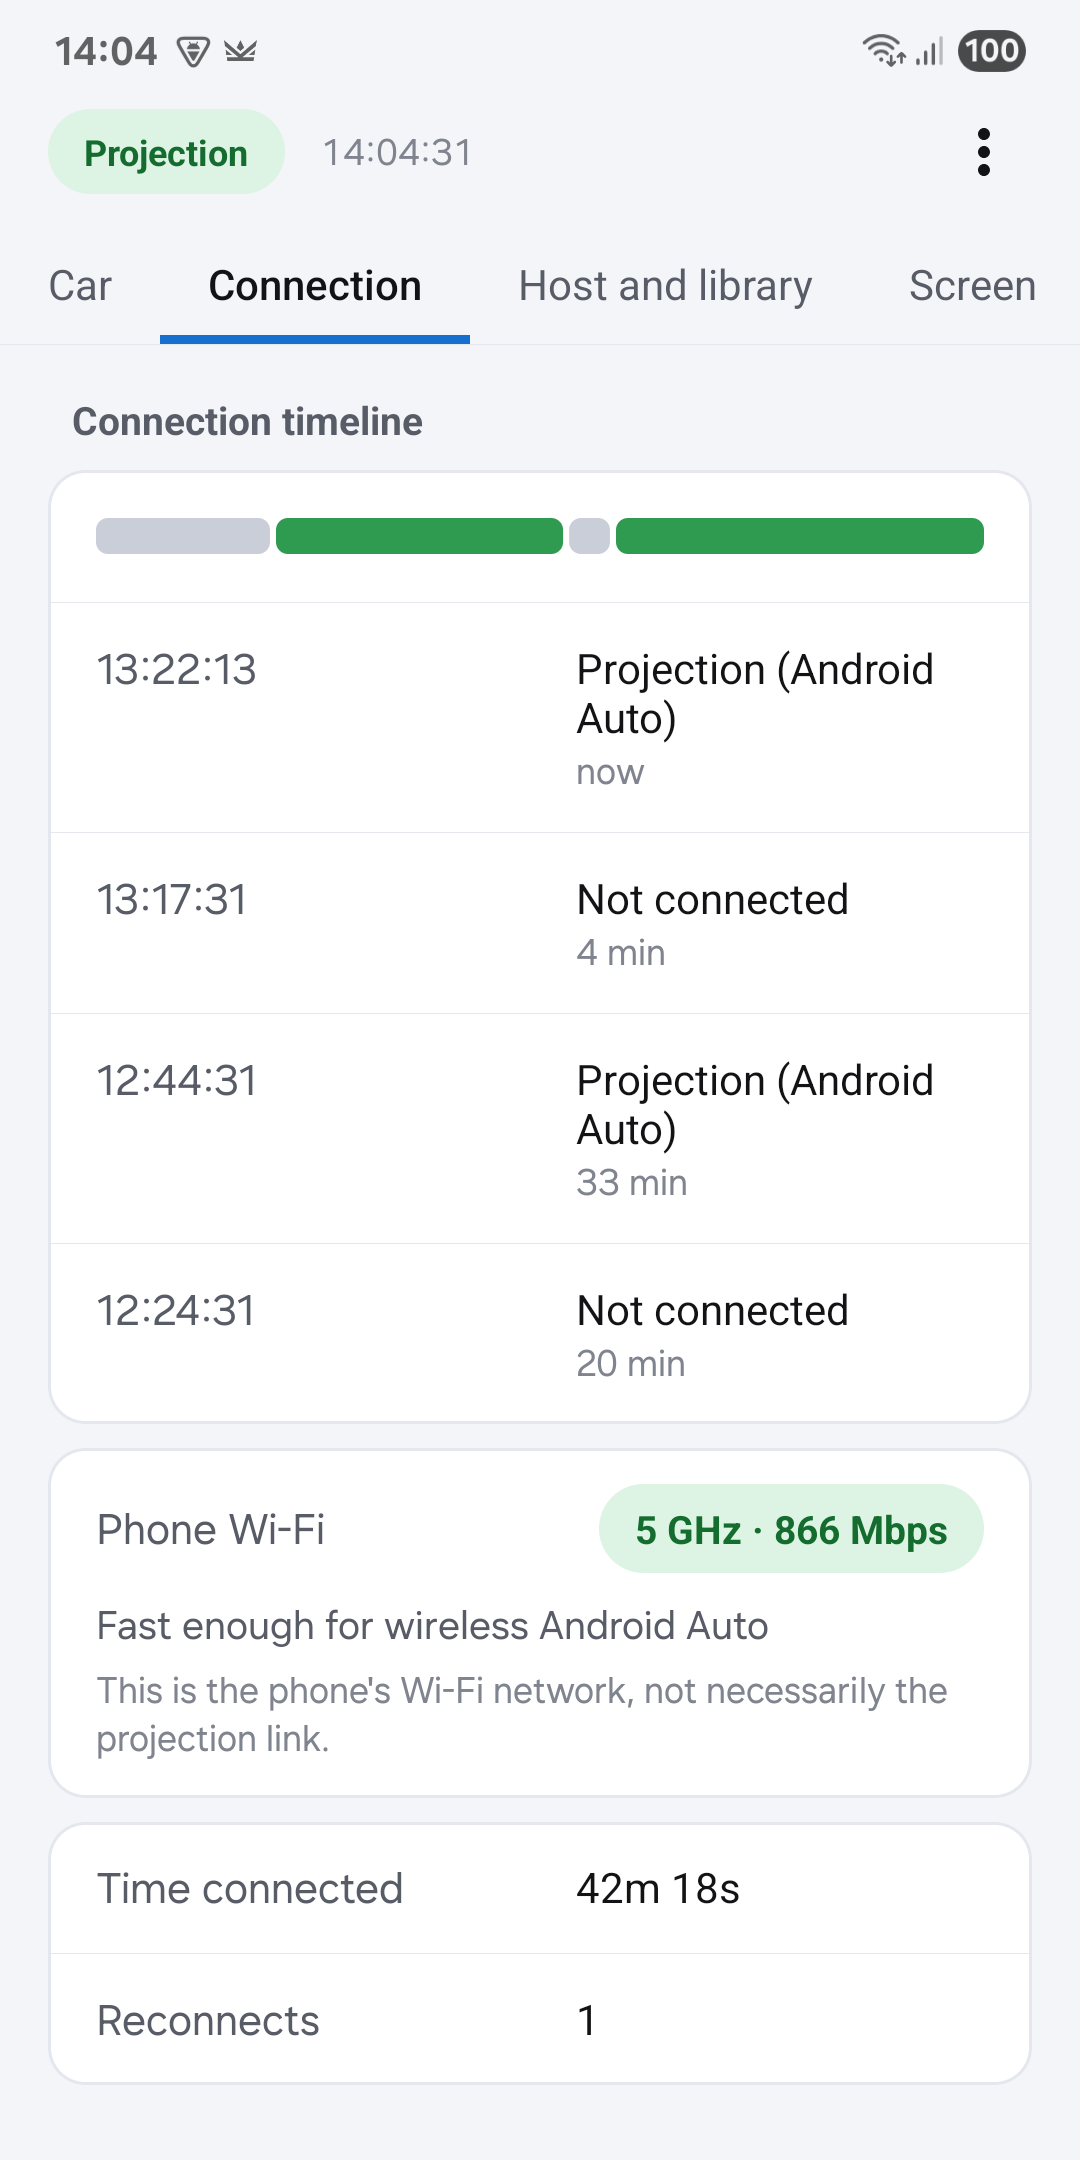 14:04
100
Projection
14:04:31
Car
Connection
Host and library
Screen
Connection timeline
13:22:13
Projection (Android
Auto)
now
13:17:31
Not connected
4 min
12:44:31
Projection (Android
Auto)
33 min
12:24:31
Not connected
20 min
Phone Wi-Fi
5 GHz · 866 Mbps
Fast enough for wireless Android Auto
This is the phone's Wi-Fi network, not necessarily the
projection link.
Time connected
42m 18s
Reconnects
1